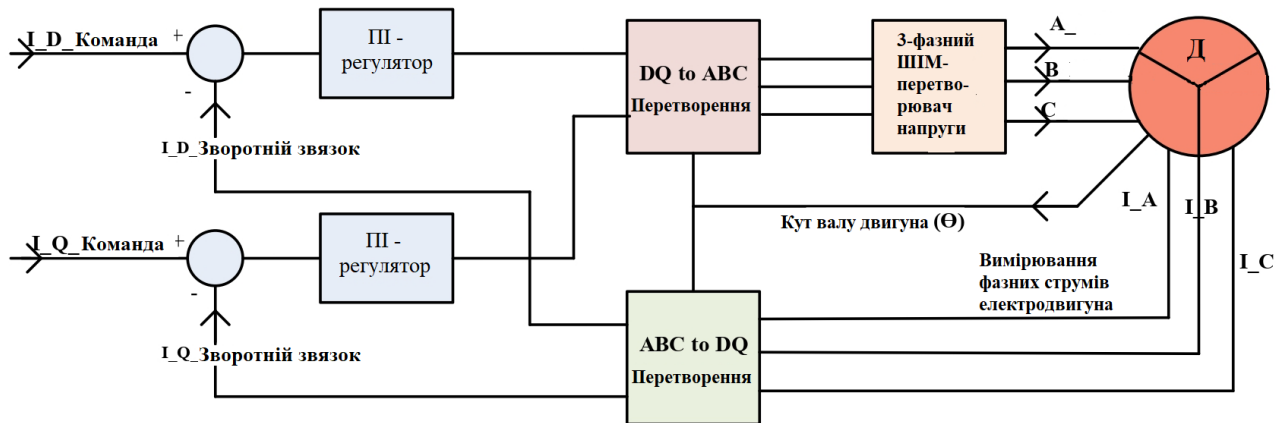 I_D_Команда
+
-
I_D_Зворотній звязок
ПІ -
регулятор
DQ to ABC
Перетворення
3-фазний
ШІМ-
перетво-
рювач
напруги
A_
B_
C
Д
Кут валу двигуна (Ө)
I_A
I_B
I_C
I_Q_Команда
+
-
I_Q_Зворотній звязок
ПІ -
регулятор
ABC to DQ
Перетворення
Вимірювання
фазних струмів
електродвигуна